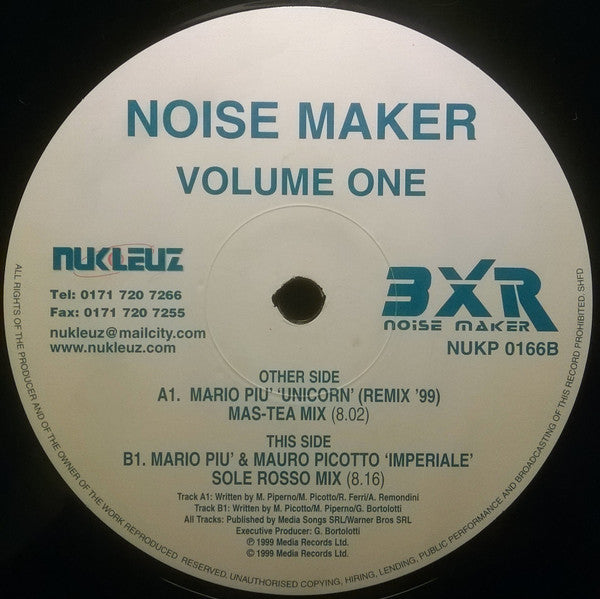 NOISE MAKER
VOLUME ONE
NUKLEUZ
Tel: 0171 720 7266
Fax: 0171 720 7255
nukleuz@mailcity.com
www.nukleuz.com
BXR
NOISE MAKER
NUKP 0166B
OTHER SIDE
A1. MARIO PIU' 'UNICORN' (REMIX '99)
MAS-TEA MIX (8.02)
THIS SIDE
B1. MARIO PIU' & MAURO PICOTTO 'IMPERIALE'
SOLE ROSSO MIX (8.16)
Track A1: Written by M. Piperno/M. Picotto/R. Ferri/A. Remondini
Track B1: Written by M. Picotto/M. Piperno/G. Bortolotti
All Tracks: Published by Media Songs SRL/Warner Bros SRL
Executive Producer: G. Bortolotti
℗ 1999 Media Records Ltd.
© 1999 Media Records Ltd.
ALL RIGHTS OF THE PRODUCER AND OF THE OWNER OF THE WORK REPRODUCED RESERVED. UNAUTHORISED COPYING, HIRING, LENDING, PUBLIC PERFORMANCE AND BROADCASTING OF THIS RECORD PROHIBITED. SHFD